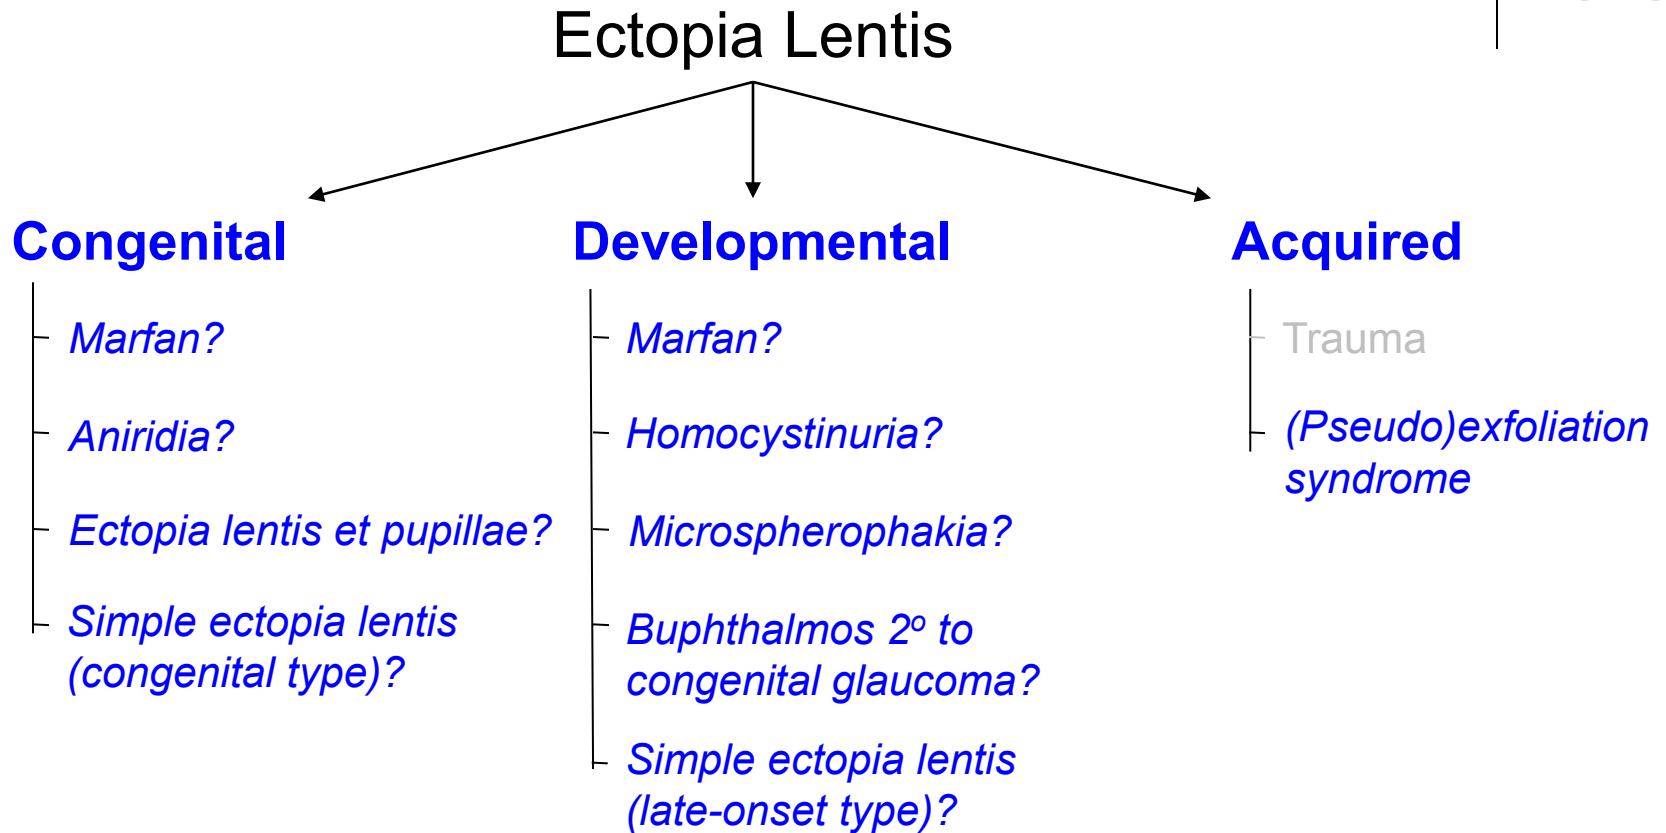 Ectopia Lentis
Congenital
Marfan?
Aniridia?
Ectopia lentis et pupillae?
Simple ectopia lentis
(congenital type)?
Developmental
Marfan?
Homocystinuria?
Microspherophakia?
Buphthalmos 2º to
congenital glaucoma?
Simple ectopia lentis
(late-onset type)?
Acquired
Trauma
(Pseudo)exfoliation
syndrome